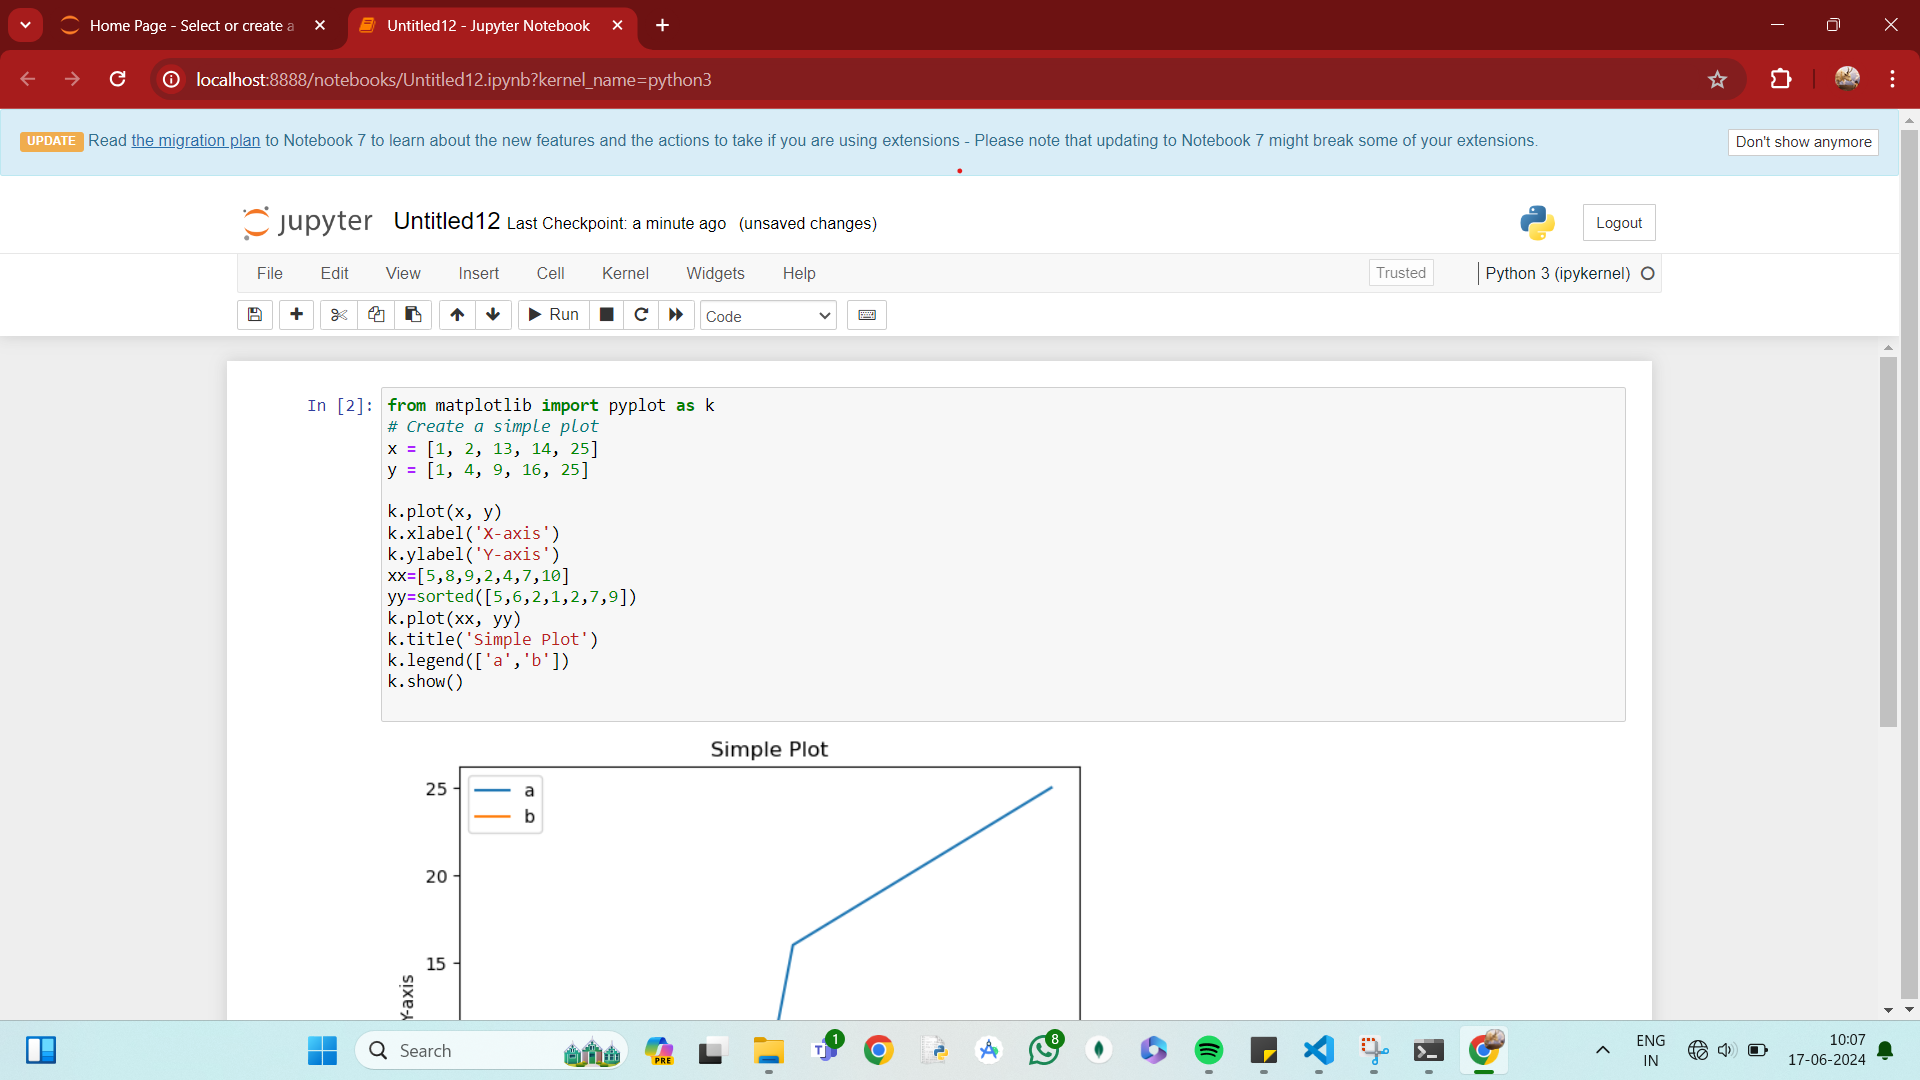 Home Page - Select or create a
Untitled12 - Jupyter Notebook
localhost:8888/notebooks/Untitled12.ipynb?kernel_name=python3
UPDATE Read the migration plan to Notebook 7 to learn about the new features and the actions to take if you are using extensions - Please note that updating to Notebook 7 might break some of your extensions.
Don't show anymore
jupyter Untitled12 Last Checkpoint: a minute ago (unsaved changes)
Logout
File Edit View Insert Cell Kernel Widgets Help
Trusted
Python 3 (ipykernel)
Run
Code
In [2]:
from matplotlib import pyplot as k
# Create a simple plot
x = [1, 2, 13, 14, 25]
y = [1, 4, 9, 16, 25]
k.plot(x, y)
k.xlabel('X-axis')
k.ylabel('Y-axis')
xx=[5,8,9,2,4,7,10]
yy=sorted([5,6,2,1,2,7,9])
k.plot(xx, yy)
k.title('Simple Plot')
k.legend(['a','b'])
k.show()
Simple Plot
25
a
b
20
15
Y-axis
Search
PRE
1
8
ENG
IN
10:07
17-06-2024